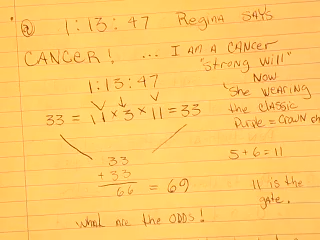 ② 1:13:47 Regina SAYS
CANCER! ... I AM A CANCER
"Strong Will"
1:13:47 Now
"She WEARING
the CLASSIC
33 = 11 x 3 x 11 = 33
Purple = Crown
33
+ 33
66 = 69
5 + 6 = 11
11 is the
gate.
What are the ODDS!